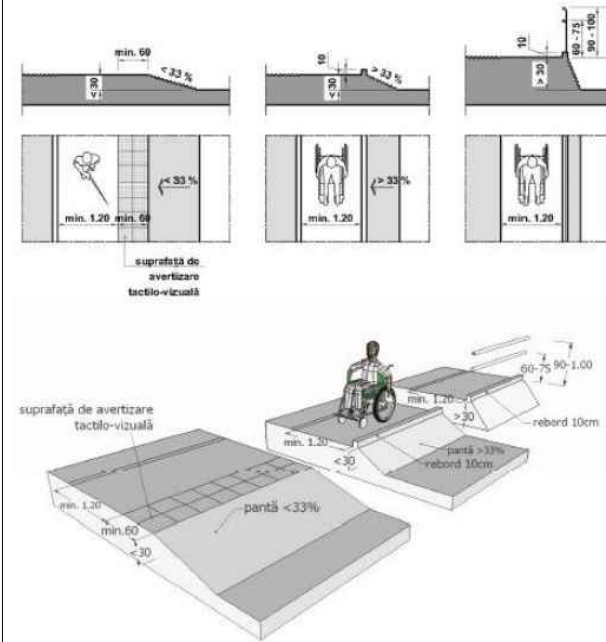 min. 60
< 33 %
< 30
10
> 33 %
< 30
10
> 30
60 - 75
90 - 100
< 33 %
min. 1.20
min. 60
> 33 %
min. 1.20
min. 1.20
suprafață de
avertizare
tactilo-vizuală
90-1.00
60-75
min. 1.20
>30
rebord 10cm
suprafață de avertizare
tactilo-vizuală
min. 1.20
pantă >33%
<30
rebord 10cm
min. 1.20
min.60
<30
pantă <33%